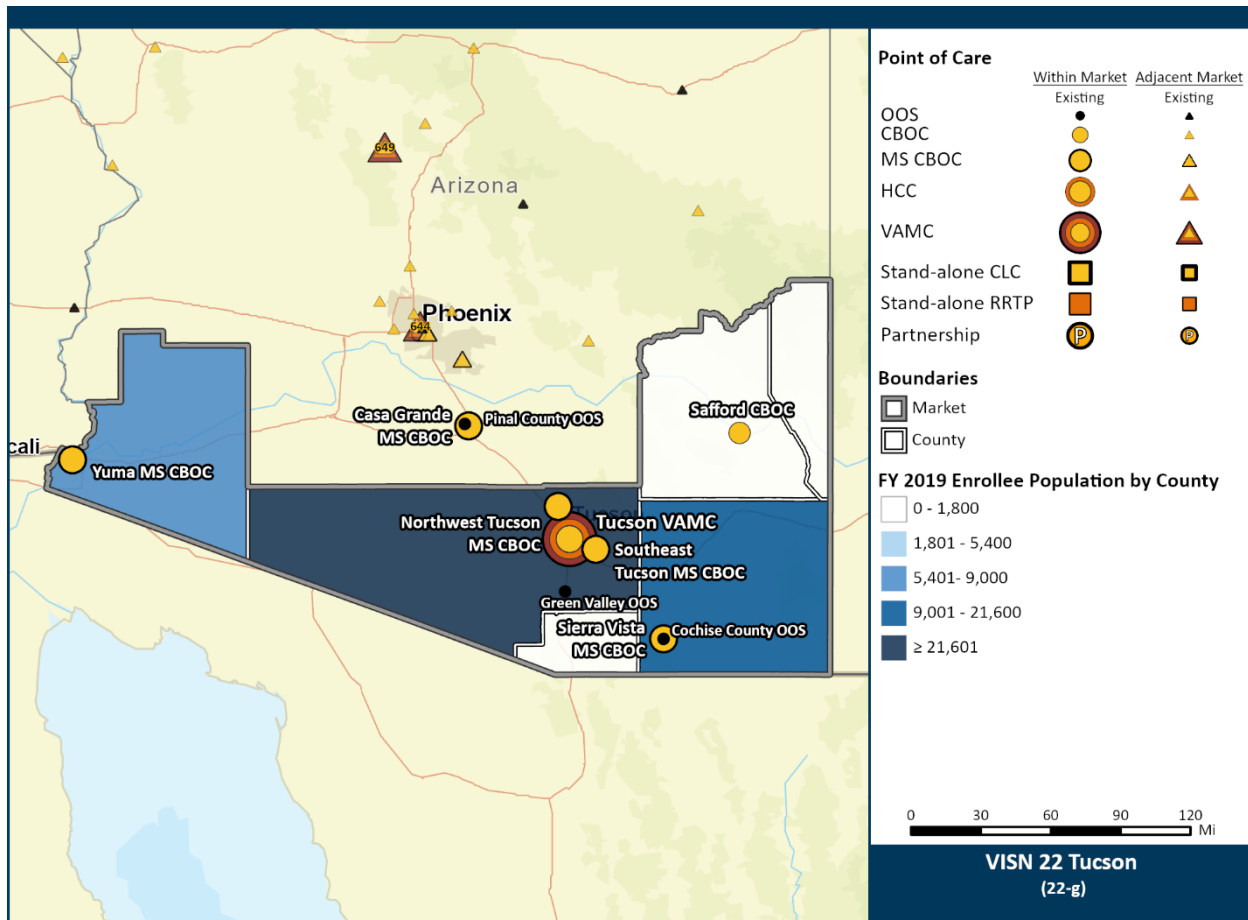 649
Arizona
Phoenix
644
Casa Grande
MS CBOC
Pinal County OOS
Safford CBOC
cali
Yuma MS CBOC
Tucson
Northwest Tucson
MS CBOC
Tucson VAMC
Southeast
Tucson MS CBOC
Green Valley OOS
Sierra Vista
MS CBOC
Cochise County OOS
Point of Care
Within Market Adjacent Market
Existing Existing
OOS
CBOC
MS CBOC
HCC
VAMC
Stand-alone CLC
Stand-alone RRTP
Partnership P P
Boundaries
Market
County
FY 2019 Enrollee Population by County
0 - 1,800
1,801 - 5,400
5,401- 9,000
9,001 - 21,600
≥ 21,601
0 30 60 90 120
Mi
VISN 22 Tucson
(22-g)